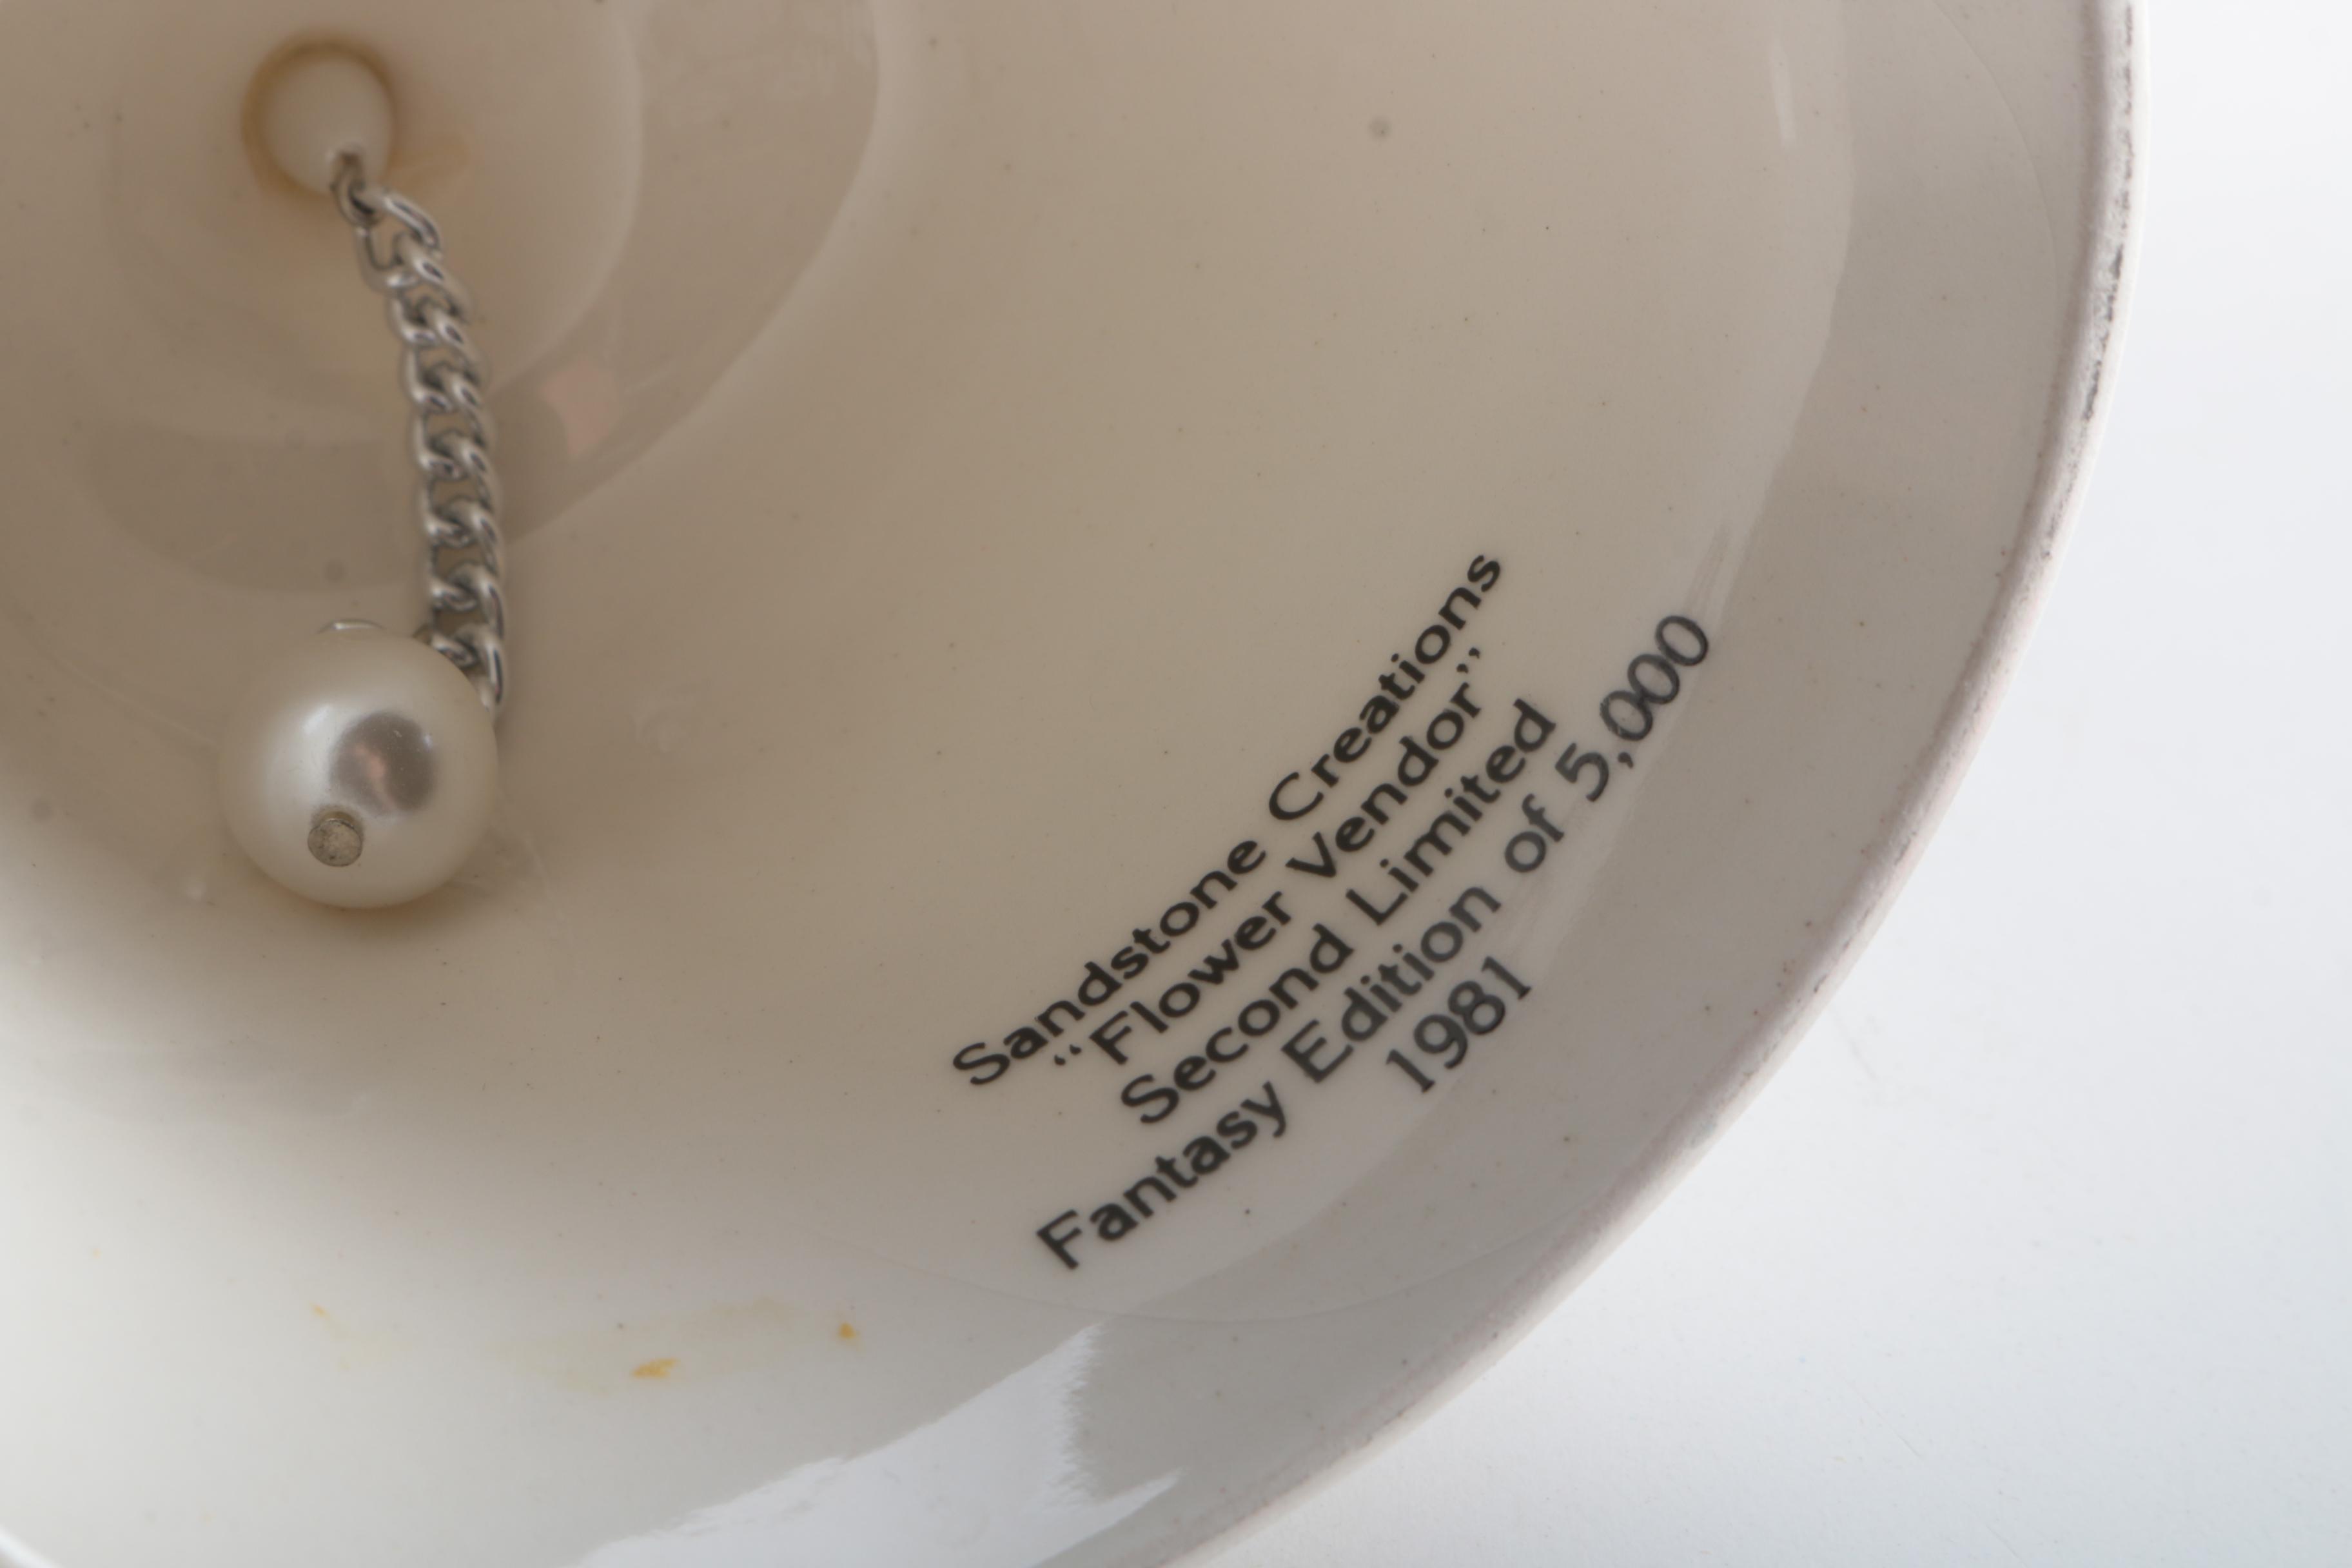 Sandstone Creations
“Flower Vendor”
Second Limited
Fantasy Edition of 5,000
1981